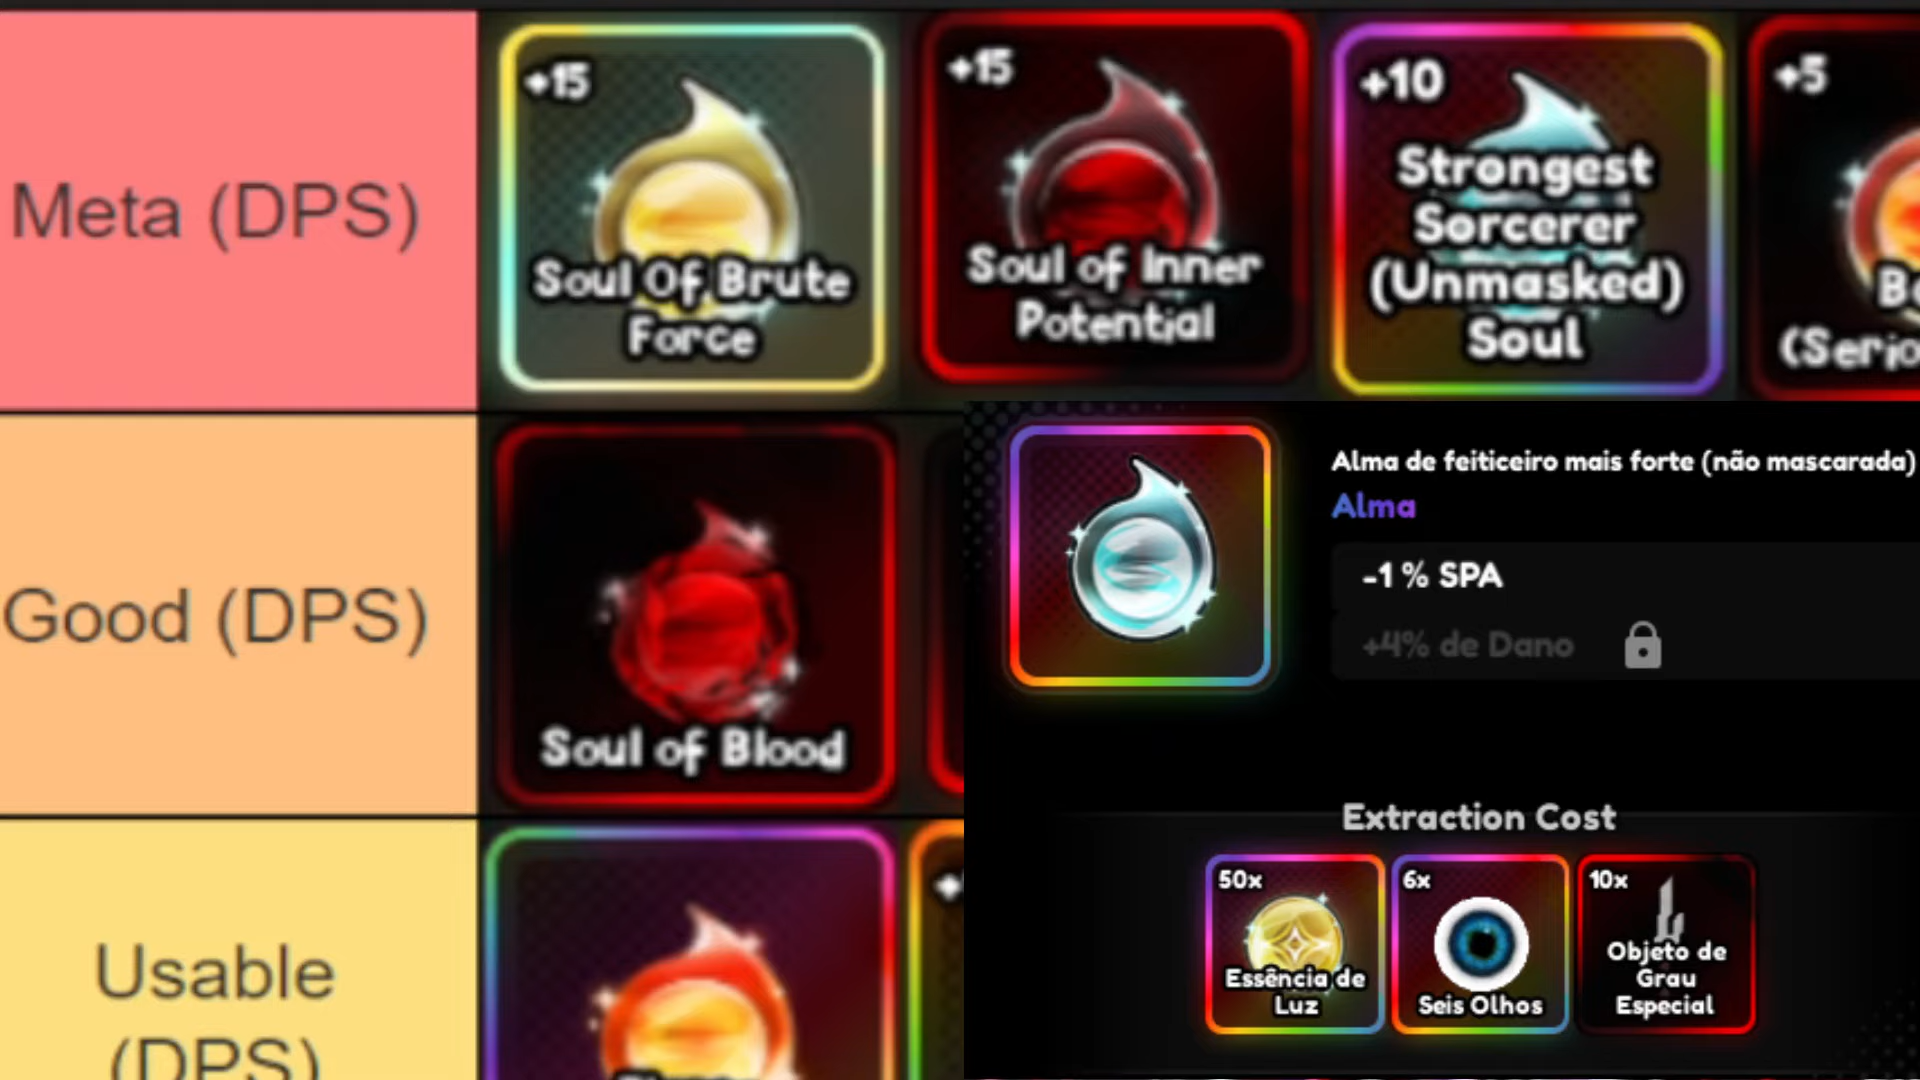 Meta (DPS)
+15
Soul Of Brute
Force
+15
Soul of Inner
Potential
+10
Strongest
Sorcerer
(Unmasked)
Soul
+5
Good (DPS)
Soul of Blood
Usable
(DPS)
Alma de feiticeiro mais forte (não mascarada)
Alma
-1 % SPA
+4% de Dano
Extraction Cost
50x
Essência de
Luz
6x
Seis Olhos
10x
Objeto de
Grau
Especial